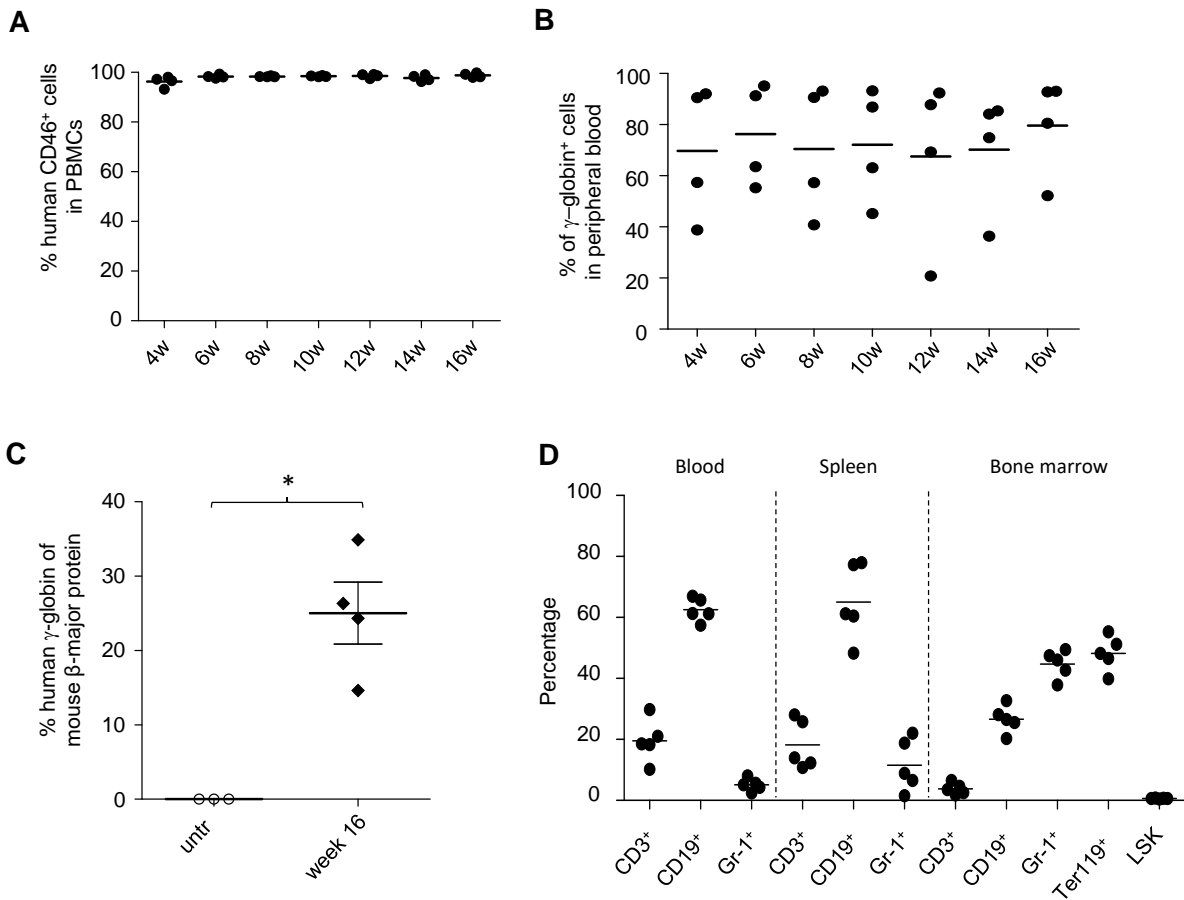 A
% human CD46⁺ cells
in PBMCs
100
80
60
40
20
0
4w
6w
8w
10w
12w
14w
16w
B
% of γ–globin⁺ cells
in peripheral blood
100
80
60
40
20
0
4w
6w
8w
10w
12w
14w
16w
C
% human γ-globin of
mouse β-major protein
40
30
20
10
0
*
untr
week 16
D
Blood
Spleen
Bone marrow
Percentage
100
80
60
40
20
0
CD3⁺
CD19⁺
Gr-1⁺
CD3⁺
CD19⁺
Gr-1⁺
CD3⁺
CD19⁺
Gr-1⁺
Ter119⁺
LSK